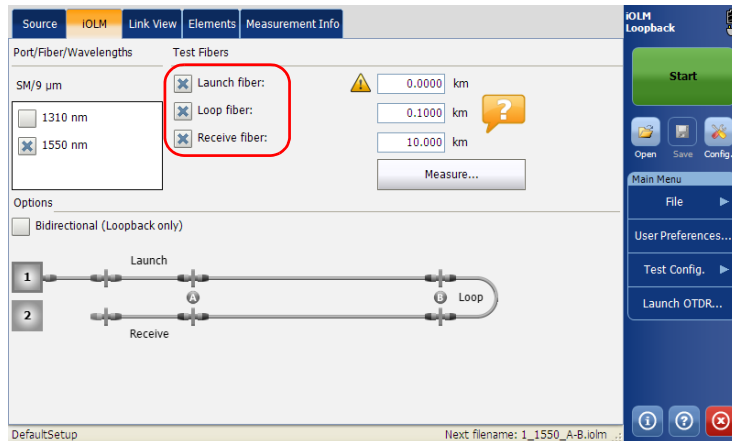 Source iOLM Link View Elements Measurement Info
iOLM
Loopback
Port/Fiber/Wavelengths Test Fibers
SM/9 µm
1310 nm
1550 nm
Launch fiber: 0.0000 km
Loop fiber: 0.1000 km
Receive fiber: 10.000 km
?
Measure...
Options
Bidirectional (Loopback only)
1
2
Launch
A
B
Loop
Receive
Start
Open Save Config.
Main Menu
File
User Preferences...
Test Config.
Launch OTDR...
DefaultSetup Next filename: 1_1550_A-B.iolm